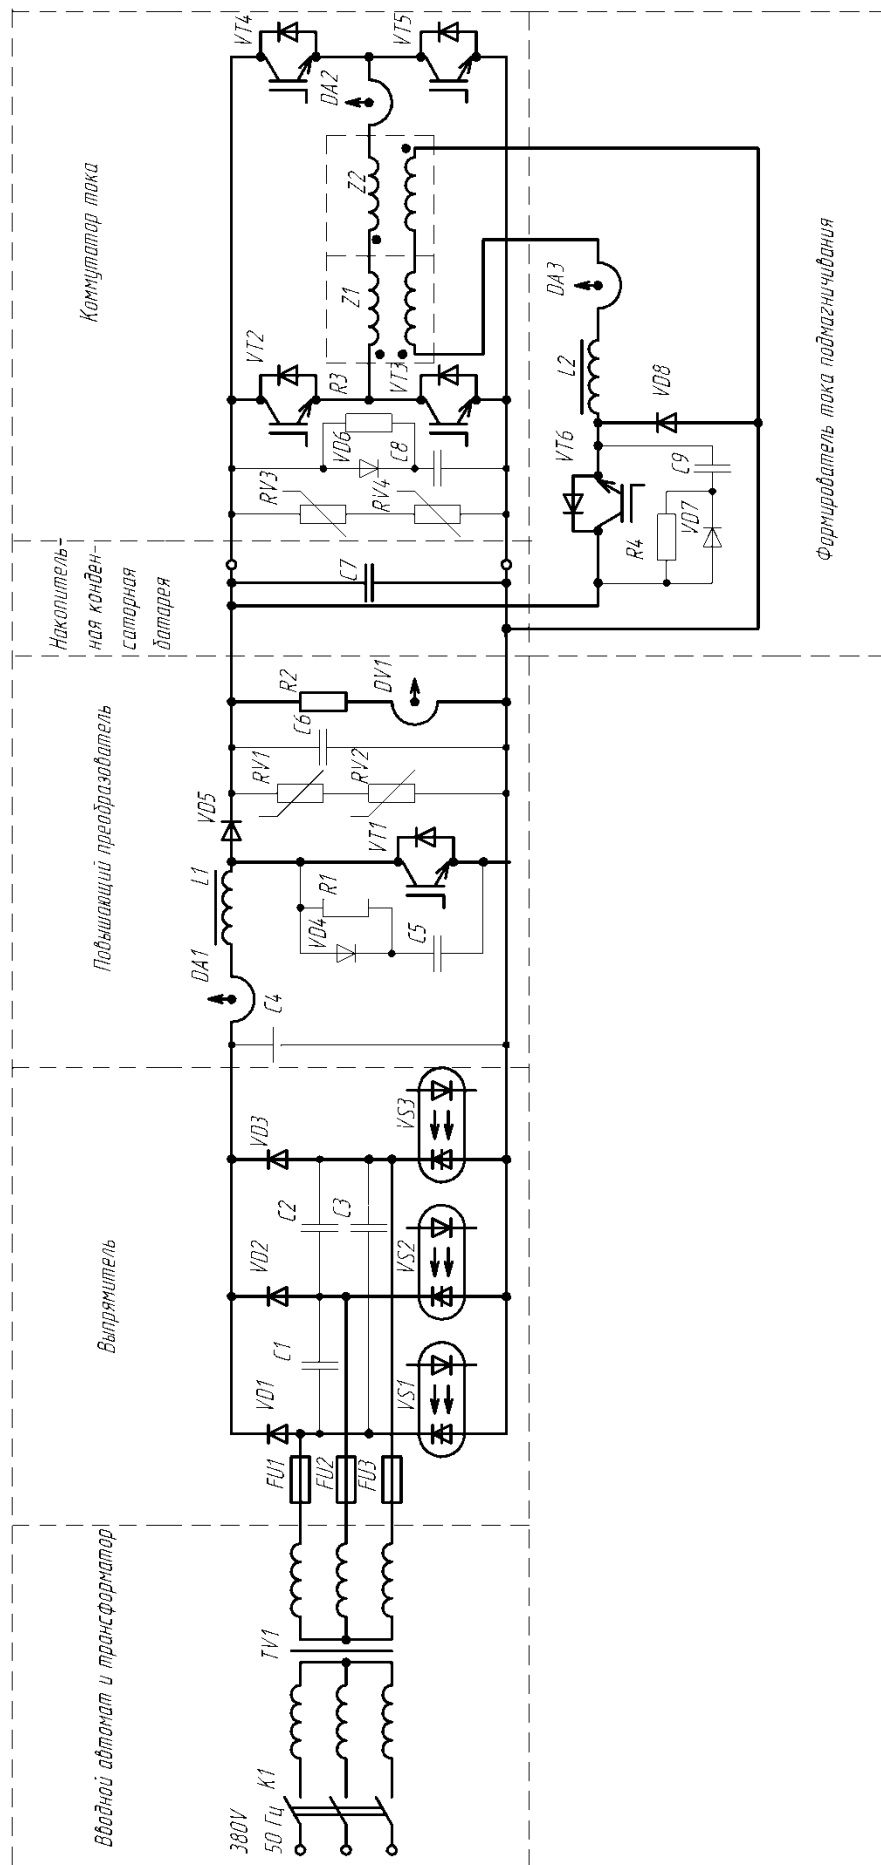 Вводной автомат и трансформатор
Выпрямитель
Повышающий преобразователь
Накопитель-
ная конден-
саторная
батарея
Коммутатор тока
Формирователь тока подмагничивания
380V
50 Гц
K1
TV1
FU1
FU2
FU3
VD1
VD2
VD3
C1
C2
C3
VS1
VS2
VS3
C4
DA1
L1
VD5
VD4
R1
C5
VT1
RV1
RV2
C6
R2
DV1
C7
RV3
RV4
VD6
R3
C8
VT2
VT3
Z1
Z2
DA2
VT4
VT5
R4
VD7
C9
VT6
VD8
L2
DA3